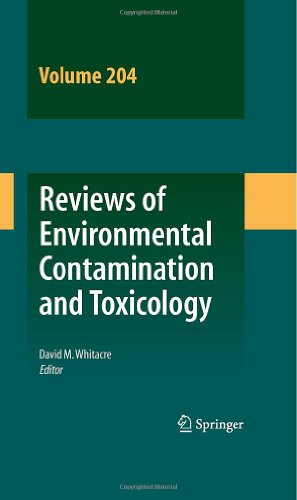 Volume 204
Reviews of
Environmental
Contamination
and Toxicology
David M. Whitacre
Editor
Springer